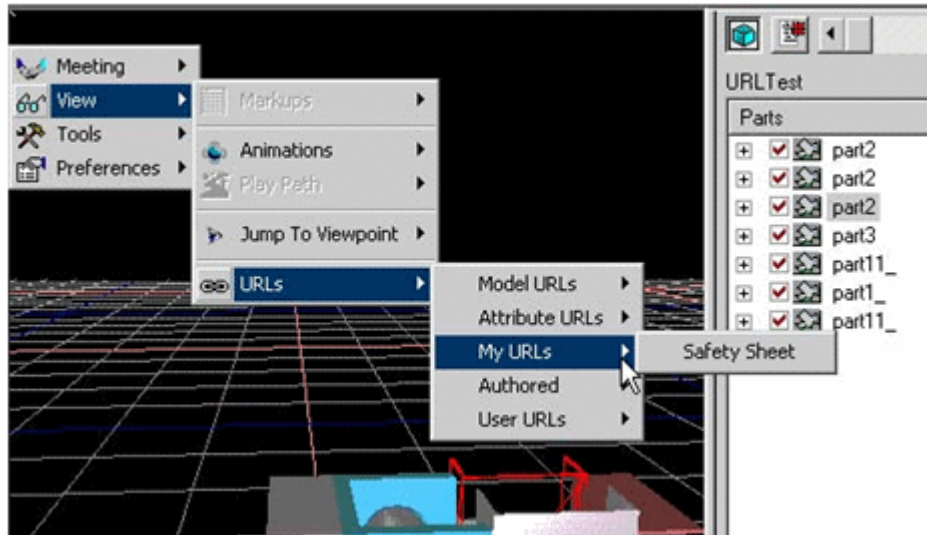 Meeting
View
Tools
Preferences
Markups
Animations
Play Path
Jump To Viewpoint
URLs
Model URLs
Attribute URLs
My URLs
Authored
User URLs
Safety Sheet
URLTest
Parts
part2
part2
part2
part3
part11_
part1_
part11_